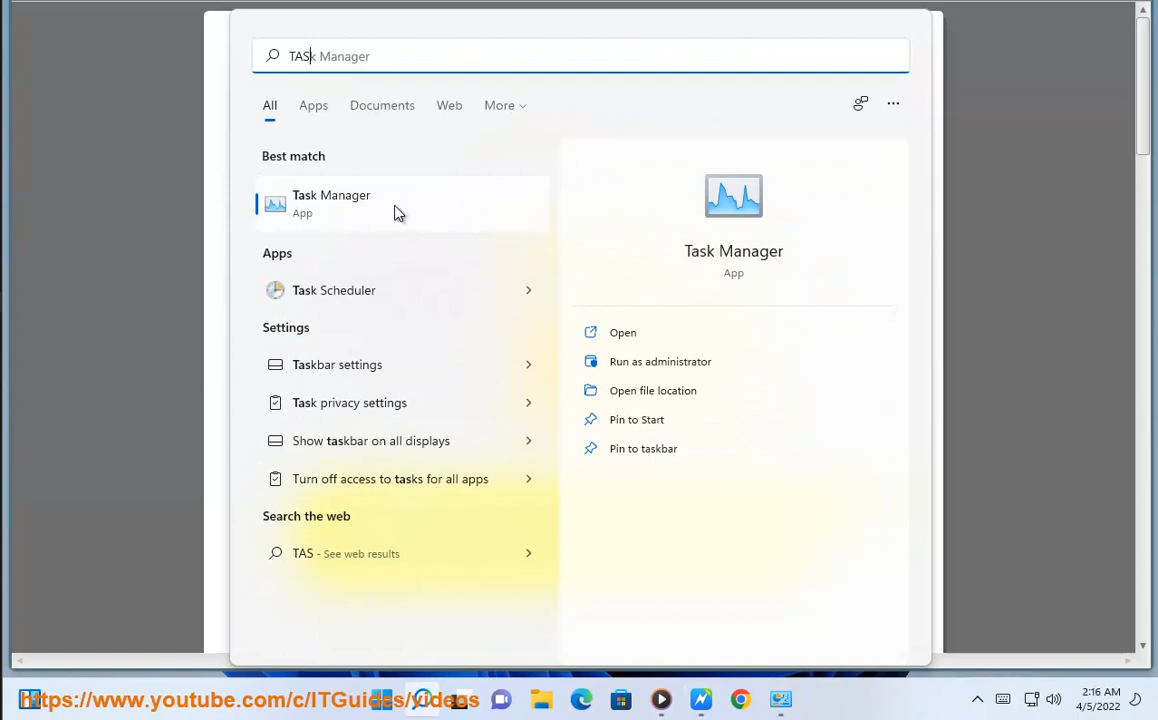 TASk Manager
All Apps Documents Web More
Best match
Task Manager
App
Apps
Task Scheduler
Settings
Taskbar settings
Task privacy settings
Show taskbar on all displays
Turn off access to tasks for all apps
Search the web
TAS - See web results
Task Manager
App
Open
Run as administrator
Open file location
Pin to Start
Pin to taskbar
https://www.youtube.com/c/ITGuides/videos
2:16 AM
4/5/2022